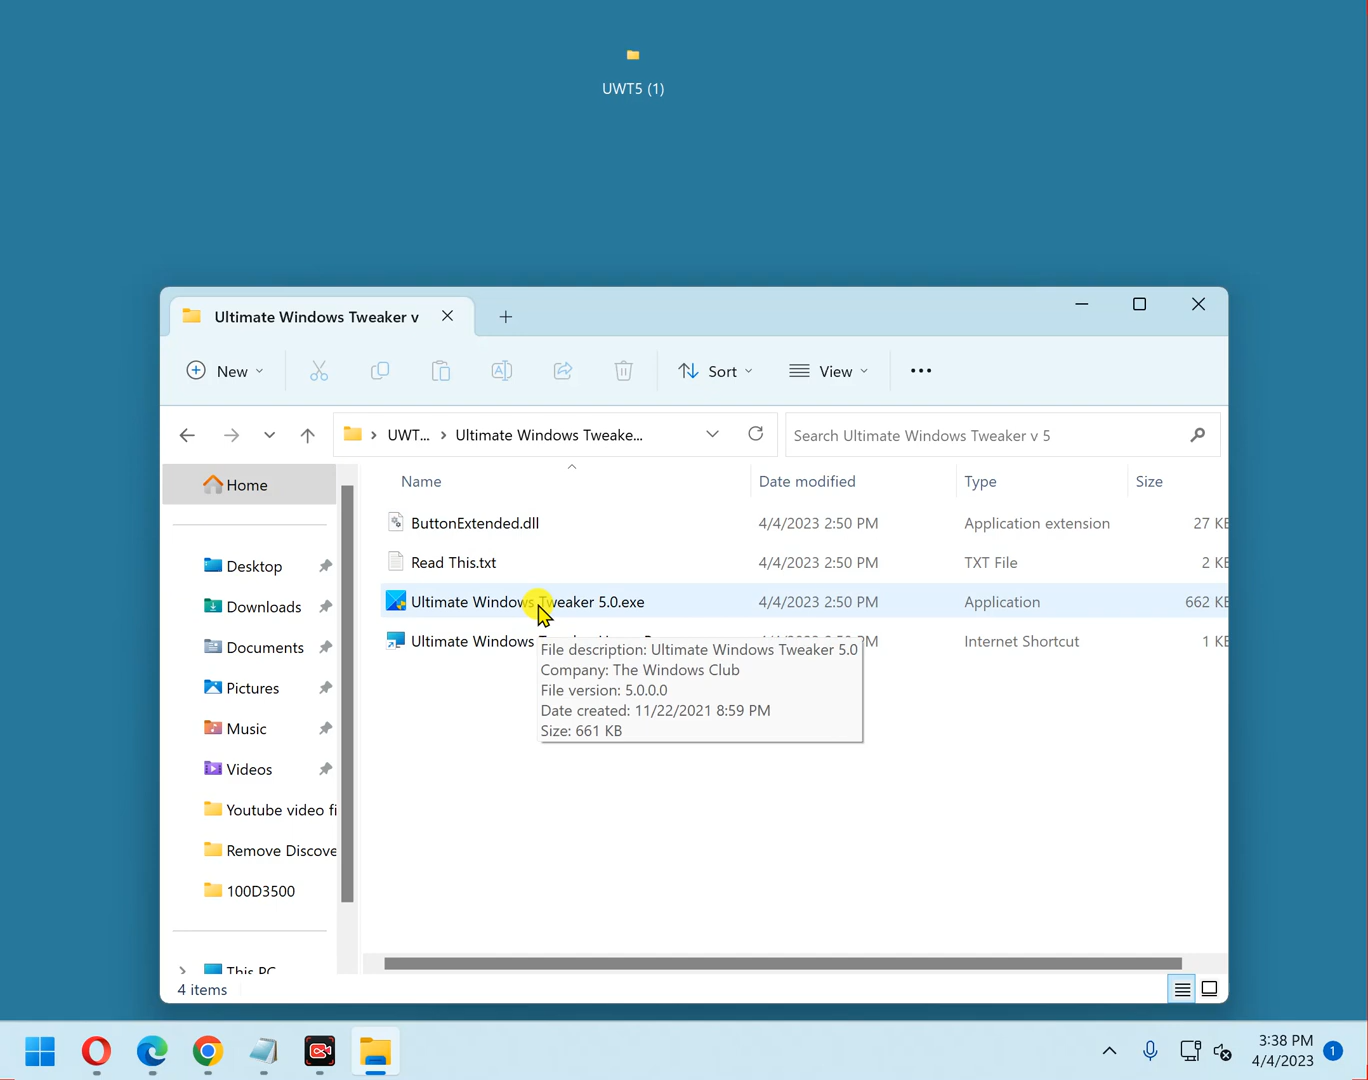 UWT5 (1)
Ultimate Windows Tweaker v
New
Sort
View
UWT...
Ultimate Windows Tweake...
Search Ultimate Windows Tweaker v 5
Name
Date modified
Type
Size
Home
Desktop
Downloads
Documents
Pictures
Music
Videos
Youtube video fi
Remove Discove
100D3500
This PC
ButtonExtended.dll 4/4/2023 2:50 PM Application extension 27 KB
Read This.txt 4/4/2023 2:50 PM TXT File 2 KB
Ultimate Windows Tweaker 5.0.exe 4/4/2023 2:50 PM Application 662 KB
Ultimate Windows Internet Shortcut 1 KB
File description: Ultimate Windows Tweaker 5.0
Company: The Windows Club
File version: 5.0.0.0
Date created: 11/22/2021 8:59 PM
Size: 661 KB
4 items
3:38 PM
4/4/2023
1